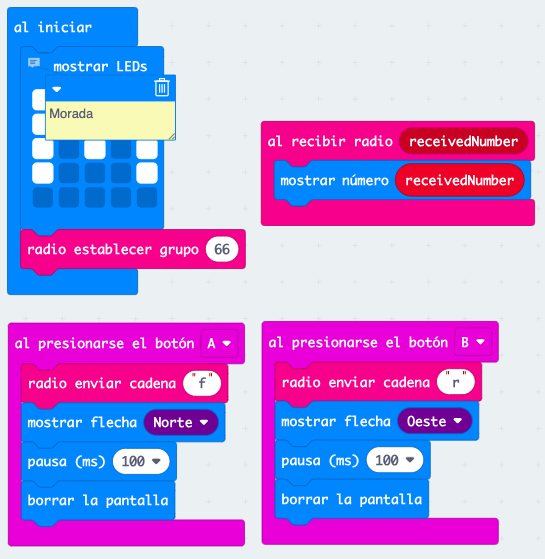 al iniciar
mostrar LEDs
Morada
radio establecer grupo 66
al recibir radio receivedNumber
mostrar número receivedNumber
al presionarse el botón A
radio enviar cadena "f"
mostrar flecha Norte
pausa (ms) 100
borrar la pantalla
al presionarse el botón B
radio enviar cadena "r"
mostrar flecha Oeste
pausa (ms) 100
borrar la pantalla